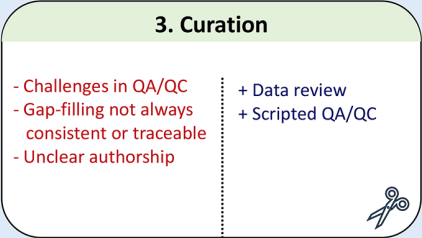 3. Curation
- Challenges in QA/QC
- Gap-filling not always
consistent or traceable
- Unclear authorship
+ Data review
+ Scripted QA/QC